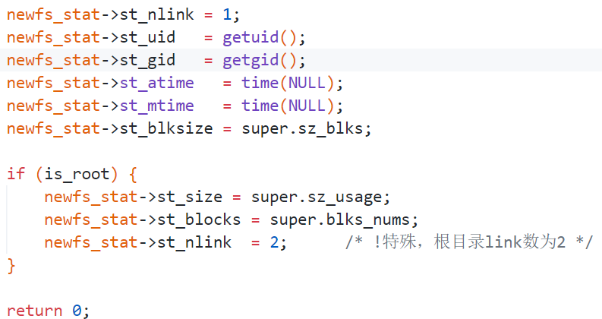 newfs_stat->st_nlink = 1;
newfs_stat->st_uid   = getuid();
newfs_stat->st_gid   = getgid();
newfs_stat->st_atime   = time(NULL);
newfs_stat->st_mtime   = time(NULL);
newfs_stat->st_blksize = super.sz_blks;

if (is_root) {
    newfs_stat->st_size = super.sz_usage;
    newfs_stat->st_blocks = super.blks_nums;
    newfs_stat->st_nlink  = 2;      /* !特殊，根目录link数为2 */
}

return 0;